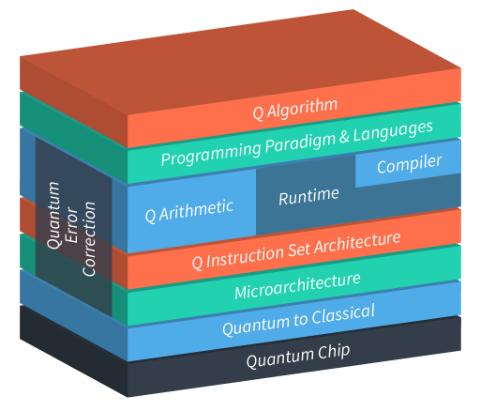 Q Algorithm
Programming Paradigm & Languages
Q Arithmetic
Runtime
Compiler
Quantum
Error
Correction
Q Instruction Set Architecture
Microarchitecture
Quantum to Classical
Quantum Chip